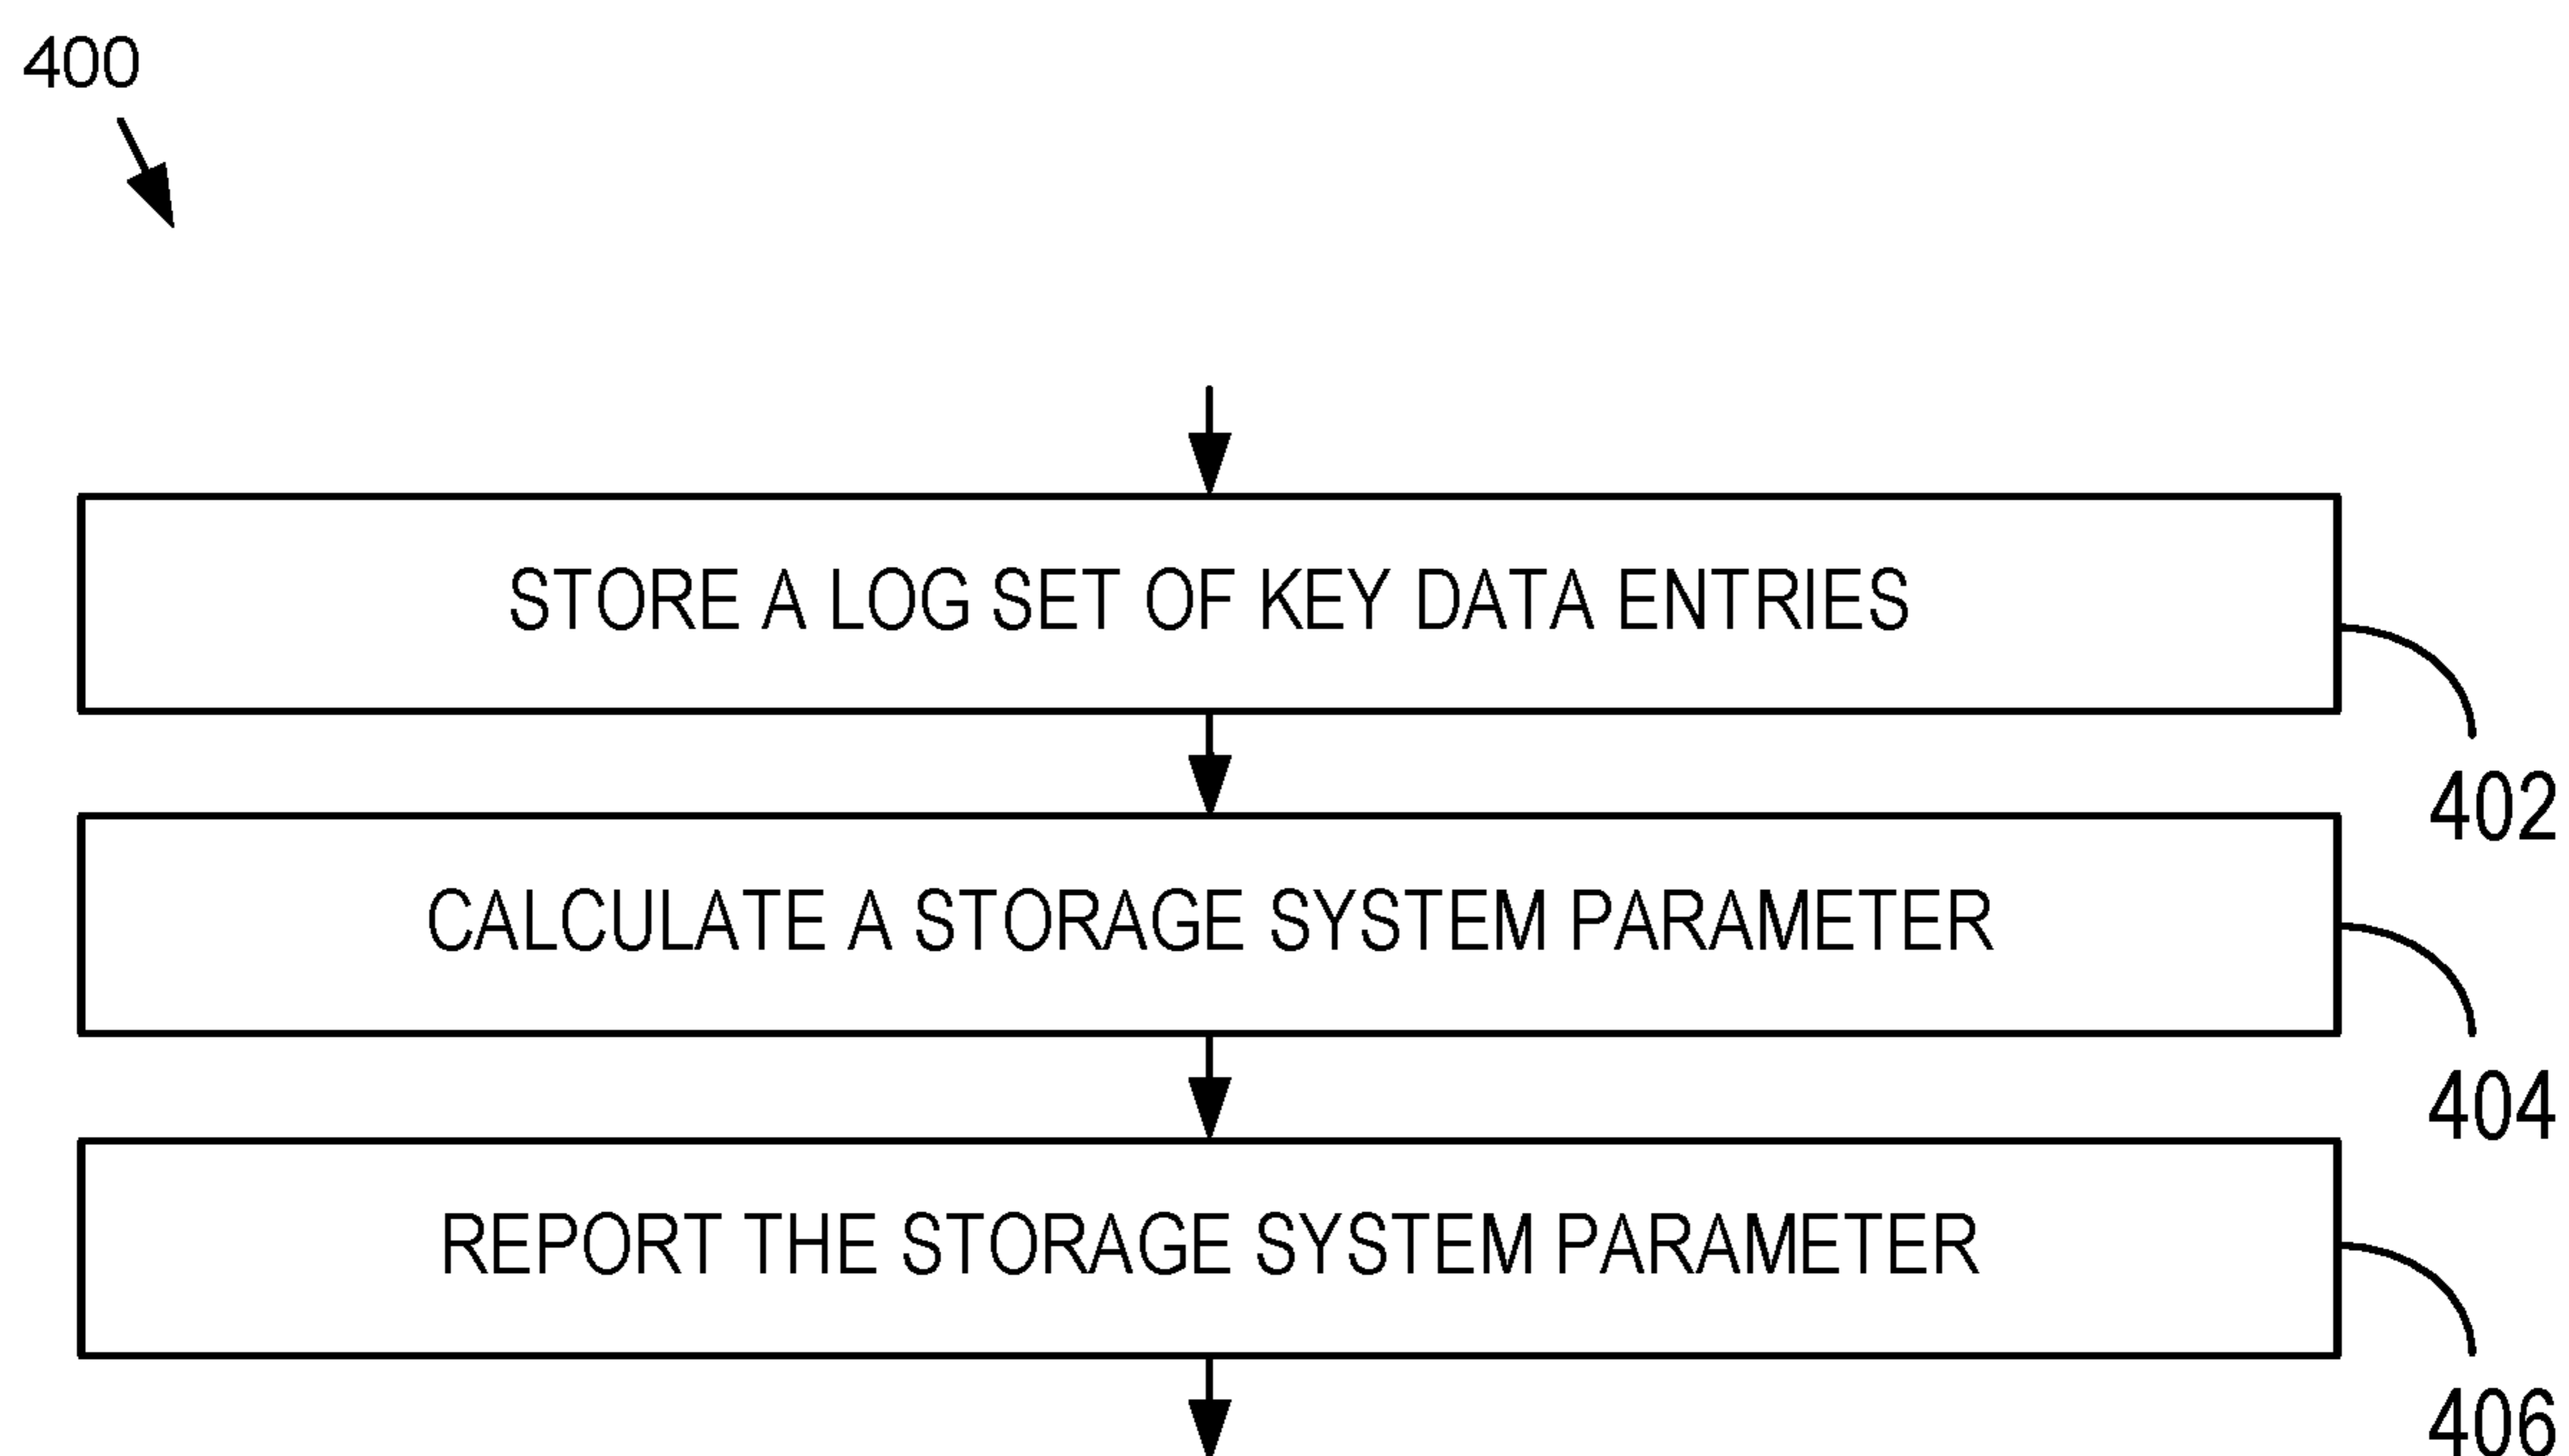 400
STORE A LOG SET OF KEY DATA ENTRIES
402
CALCULATE A STORAGE SYSTEM PARAMETER
404
REPORT THE STORAGE SYSTEM PARAMETER
406